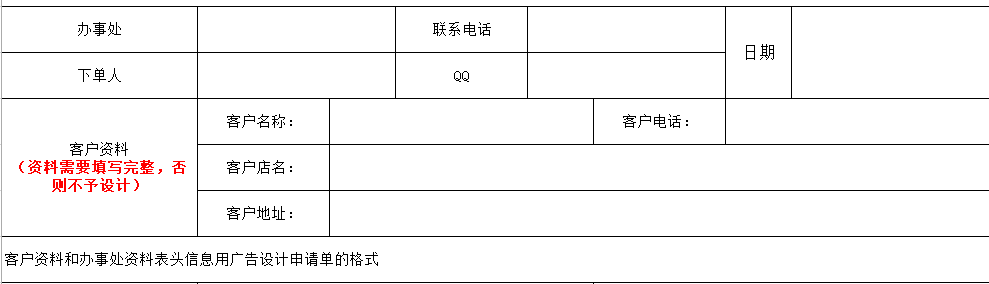 办事处
联系电话
日期
下单人
QQ
客户资料
（资料需要填写完整，否
则不予设计）
客户名称：
客户电话：
客户店名：
客户地址：
客户资料和办事处资料表头信息用广告设计申请单的格式